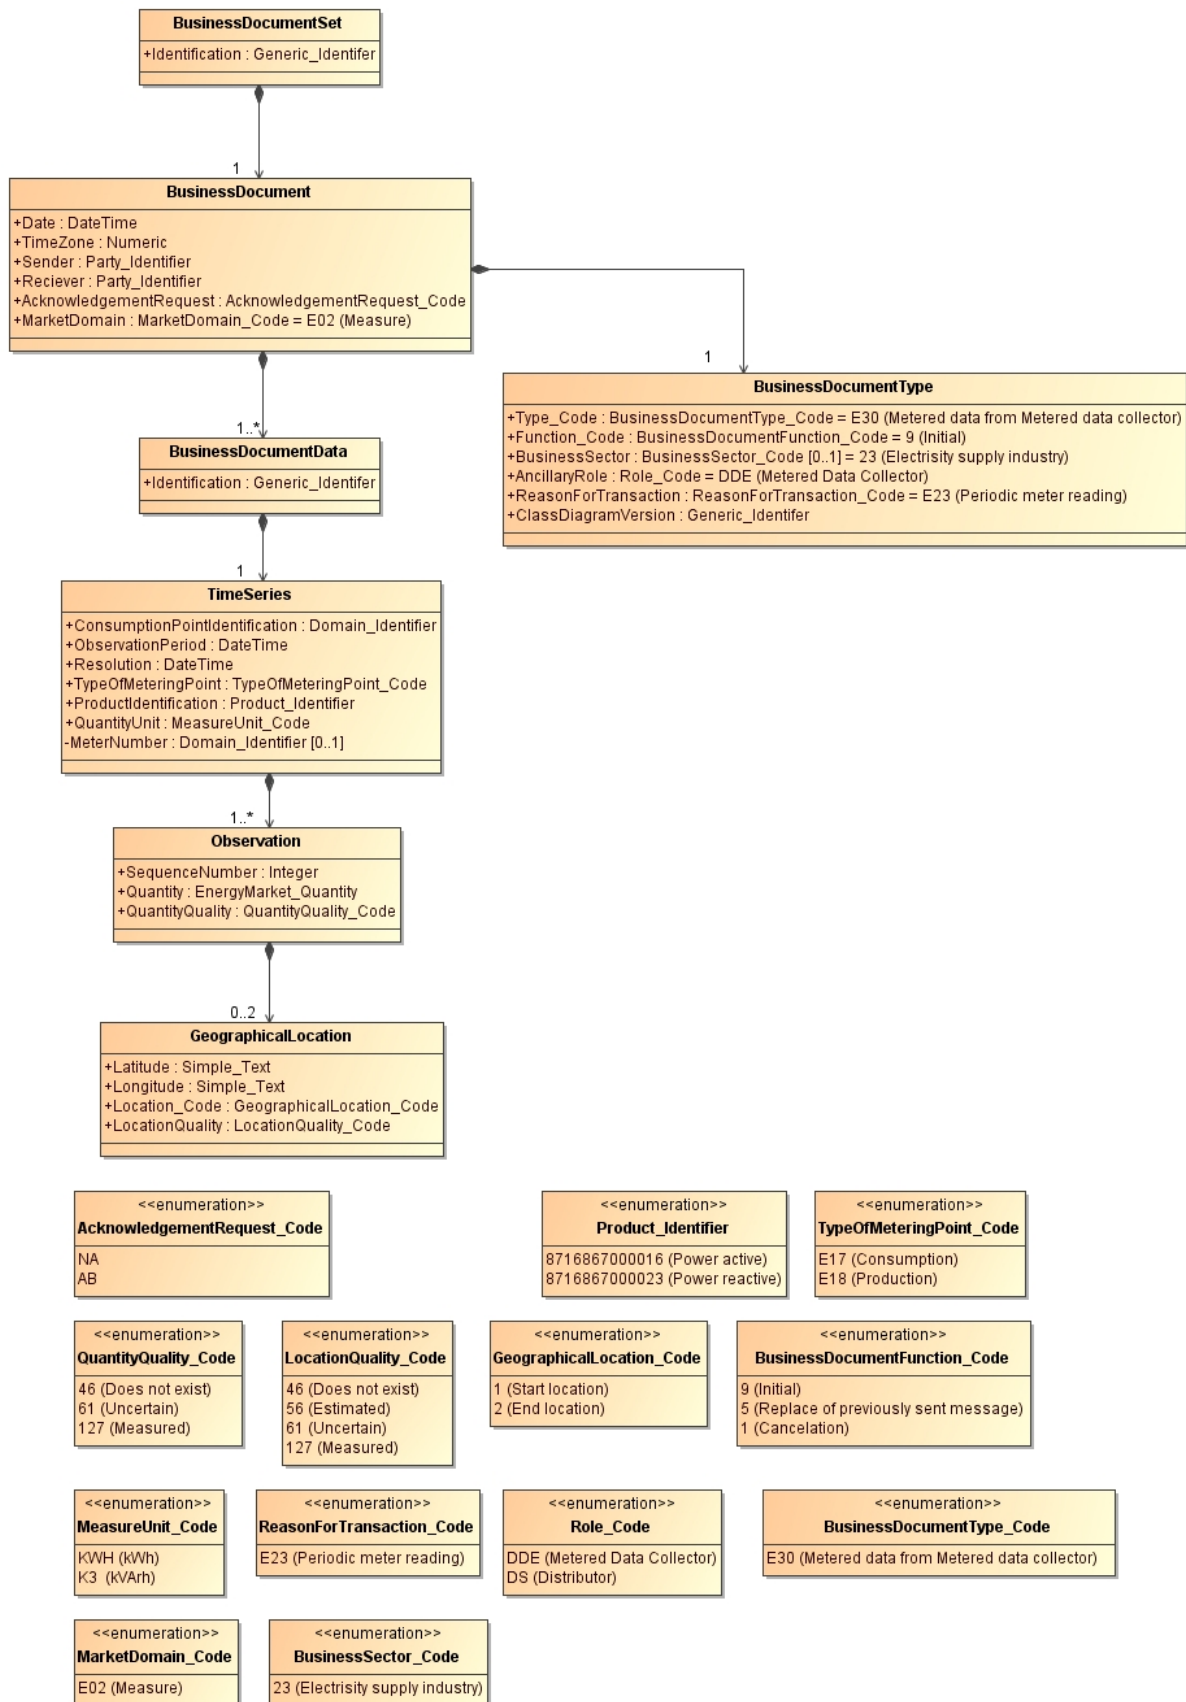 BusinessDocumentSet
+Identification : Generic_Identifer
1
BusinessDocument
+Date : DateTime
+TimeZone : Numeric
+Sender : Party_Identifier
+Reciever : Party_Identifier
+AcknowledgementRequest : AcknowledgementRequest_Code
+MarketDomain : MarketDomain_Code = E02 (Measure)
1
BusinessDocumentType
+Type_Code : BusinessDocumentType_Code = E30 (Metered data from Metered data collector)
+Function_Code : BusinessDocumentFunction_Code = 9 (Initial)
+BusinessSector : BusinessSector_Code [0..1] = 23 (Electrisity supply industry)
+AncillaryRole : Role_Code = DDE (Metered Data Collector)
+ReasonForTransaction : ReasonForTransaction_Code = E23 (Periodic meter reading)
+ClassDiagramVersion : Generic_Identifer
1..*
BusinessDocumentData
+Identification : Generic_Identifer
1
TimeSeries
+ConsumptionPointIdentification : Domain_Identifier
+ObservationPeriod : DateTime
+Resolution : DateTime
+TypeOfMeteringPoint : TypeOfMeteringPoint_Code
+ProductIdentification : Product_Identifier
+QuantityUnit : MeasureUnit_Code
-MeterNumber : Domain_Identifier [0..1]
1..*
Observation
+SequenceNumber : Integer
+Quantity : EnergyMarket_Quantity
+QuantityQuality : QuantityQuality_Code
0..2
GeographicalLocation
+Latitude : Simple_Text
+Longitude : Simple_Text
+Location_Code : GeographicalLocation_Code
+LocationQuality : LocationQuality_Code
<<enumeration>>
AcknowledgementRequest_Code
NA
AB
<<enumeration>>
Product_Identifier
8716867000016 (Power active)
8716867000023 (Power reactive)
<<enumeration>>
TypeOfMeteringPoint_Code
E17 (Consumption)
E18 (Production)
<<enumeration>>
QuantityQuality_Code
46 (Does not exist)
61 (Uncertain)
127 (Measured)
<<enumeration>>
LocationQuality_Code
46 (Does not exist)
56 (Estimated)
61 (Uncertain)
127 (Measured)
<<enumeration>>
GeographicalLocation_Code
1 (Start location)
2 (End location)
<<enumeration>>
BusinessDocumentFunction_Code
9 (Initial)
5 (Replace of previously sent message)
1 (Cancelation)
<<enumeration>>
MeasureUnit_Code
KWH (kWh)
K3 (kVArh)
<<enumeration>>
ReasonForTransaction_Code
E23 (Periodic meter reading)
<<enumeration>>
Role_Code
DDE (Metered Data Collector)
DS (Distributor)
<<enumeration>>
BusinessDocumentType_Code
E30 (Metered data from Metered data collector)
<<enumeration>>
MarketDomain_Code
E02 (Measure)
<<enumeration>>
BusinessSector_Code
23 (Electrisity supply industry)